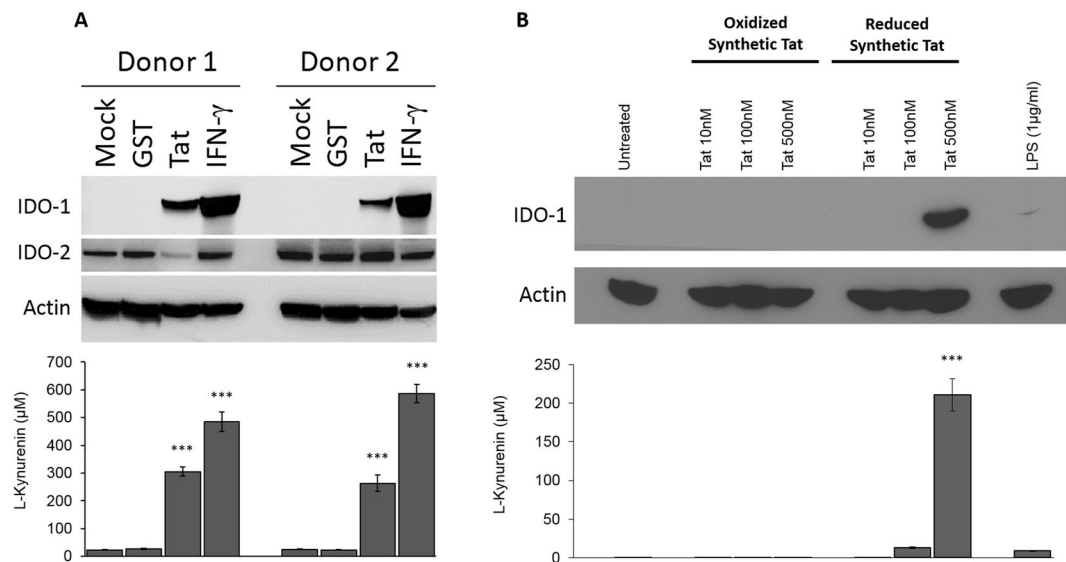 A
Donor 1
Donor 2
Mock
GST
Tat
IFN-γ
Mock
GST
Tat
IFN-γ
IDO-1
IDO-2
Actin
L-Kynurenin (µM)
700
600
500
400
300
200
100
0
***
***
***
***
B
Oxidized
Synthetic Tat
Reduced
Synthetic Tat
Untreated
Tat 10nM
Tat 100nM
Tat 500nM
Tat 10nM
Tat 100nM
Tat 500nM
LPS (1µg/ml)
IDO-1
Actin
L-Kynurenin (µM)
250
200
150
100
50
0
***